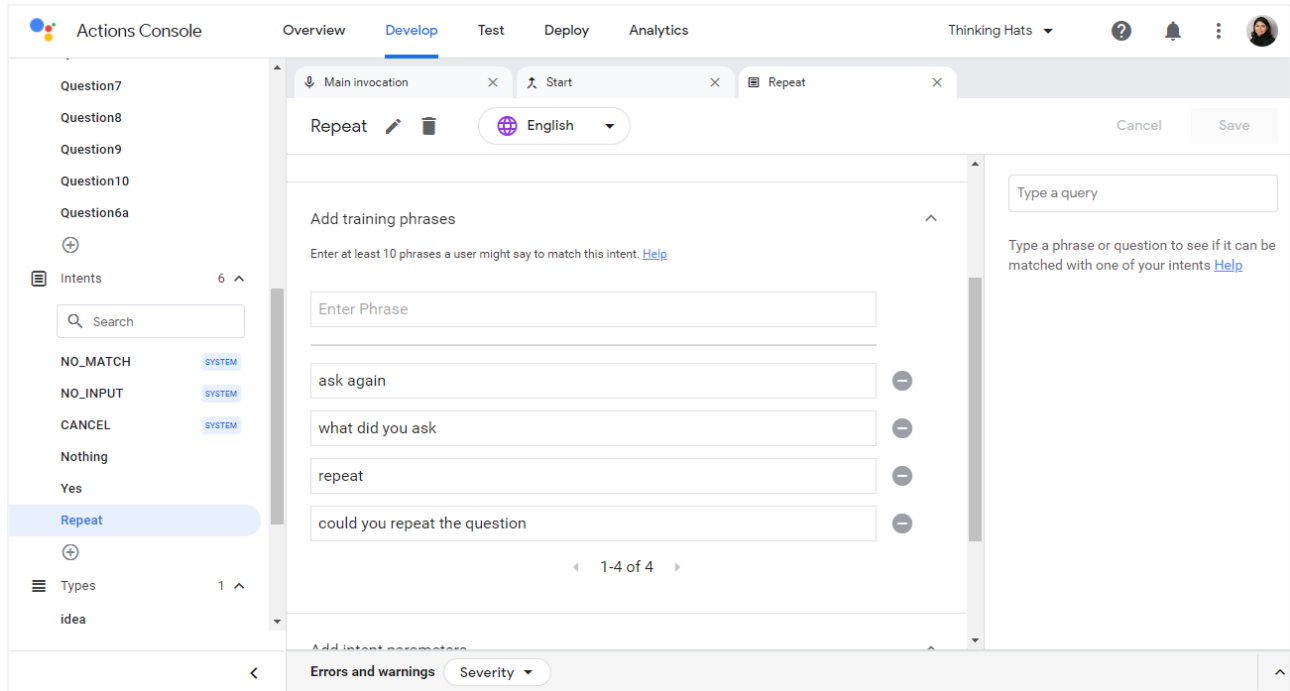 Actions Console
Overview
Develop
Test
Deploy
Analytics
Thinking Hats
Question7
Question8
Question9
Question10
Question6a
Intents 6
Search
NO_MATCH SYSTEM
NO_INPUT SYSTEM
CANCEL SYSTEM
Nothing
Yes
Repeat
Types 1
idea
Main invocation
Start
Repeat
Repeat
English
Cancel
Save
Add training phrases
Enter at least 10 phrases a user might say to match this intent. Help
Enter Phrase
ask again
what did you ask
repeat
could you repeat the question
1-4 of 4
Add intent parameters
Type a query
Type a phrase or question to see if it can be
matched with one of your intents Help
Errors and warnings
Severity